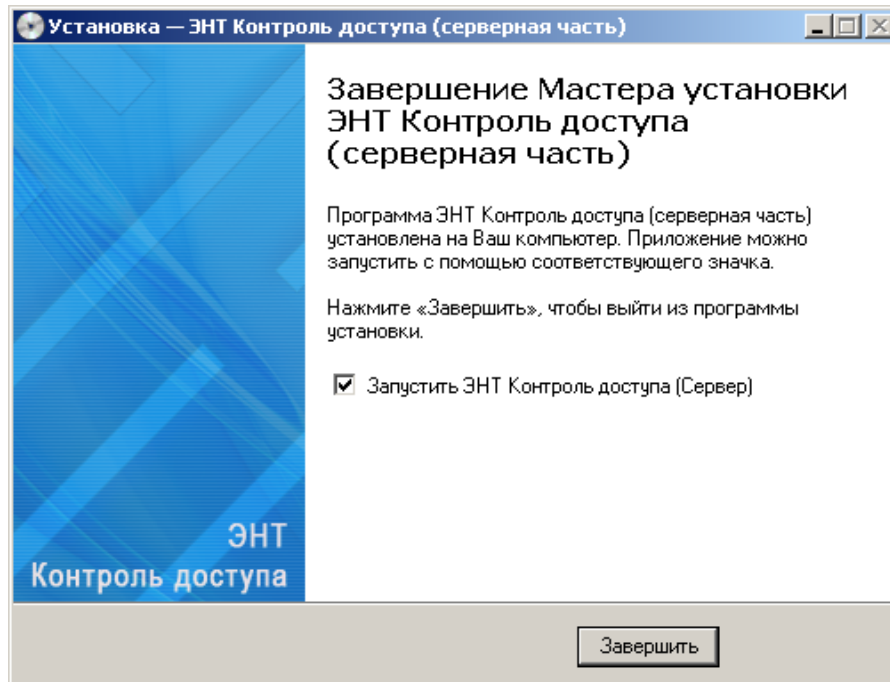 Установка — ЭНТ Контроль доступа (серверная часть)
Завершение Мастера установки
ЭНТ Контроль доступа
(серверная часть)
Программа ЭНТ Контроль доступа (серверная часть)
установлена на Ваш компьютер. Приложение можно
запустить с помощью соответствующего значка.
Нажмите «Завершить», чтобы выйти из программы
установки.
Запустить ЭНТ Контроль доступа (Сервер)
ЭНТ
Контроль доступа
Завершить